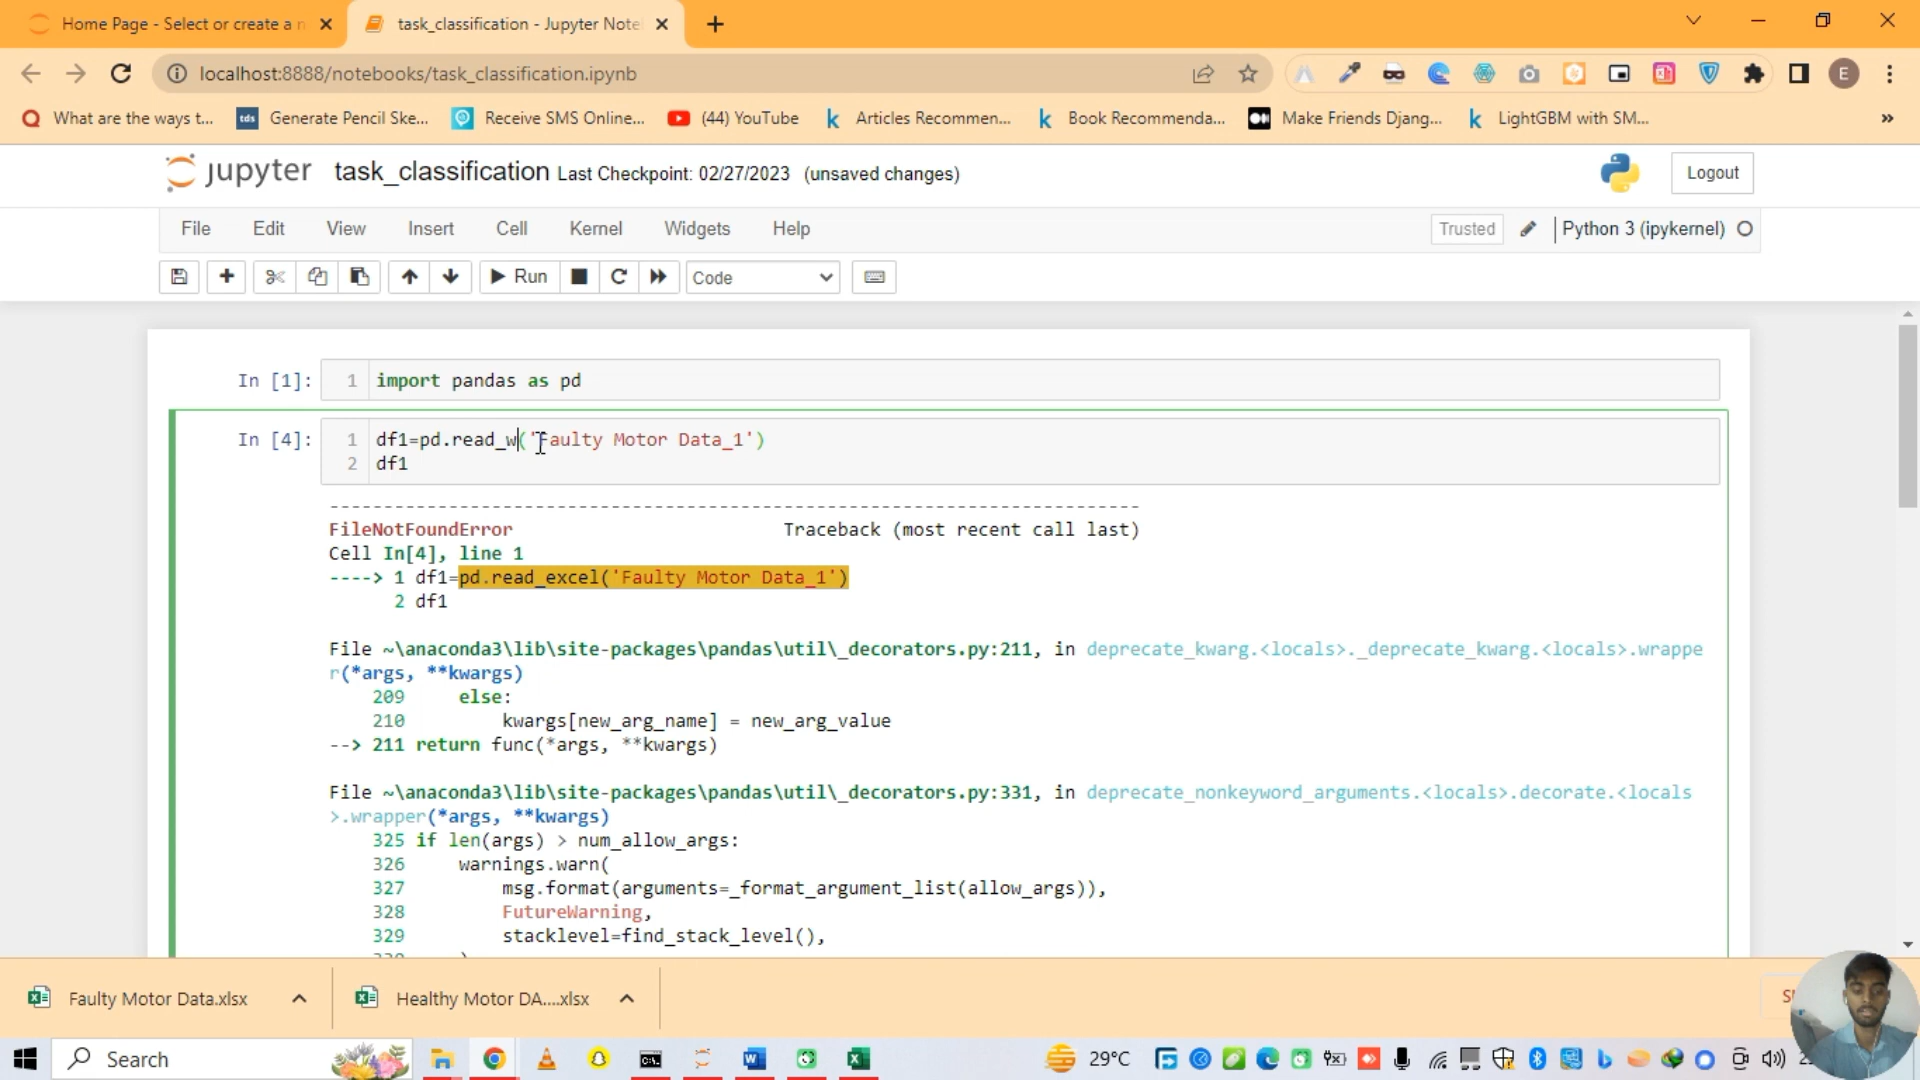 Home Page - Select or create a n
task_classification - Jupyter Note
localhost:8888/notebooks/task_classification.ipynb
E
What are the ways t...
tds Generate Pencil Ske...
Receive SMS Online...
(44) YouTube
k Articles Recommen...
k Book Recommenda...
Make Friends Djang...
k LightGBM with SM...
»
jupyter task_classification Last Checkpoint: 02/27/2023 (unsaved changes)
Logout
File Edit View Insert Cell Kernel Widgets Help
Trusted
Python 3 (ipykernel)
Run
Code
In [1]: 1 import pandas as pd
In [4]: 1 df1=pd.read_w('Faulty Motor Data_1')
2 df1
---------------------------------------------------------------------------
FileNotFoundError Traceback (most recent call last)
Cell In[4], line 1
----> 1 df1=pd.read_excel('Faulty Motor Data_1')
2 df1
File ~\anaconda3\lib\site-packages\pandas\util\_decorators.py:211, in deprecate_kwarg.<locals>._deprecate_kwarg.<locals>.wrappe
r(*args, **kwargs)
209 else:
210 kwargs[new_arg_name] = new_arg_value
--> 211 return func(*args, **kwargs)
File ~\anaconda3\lib\site-packages\pandas\util\_decorators.py:331, in deprecate_nonkeyword_arguments.<locals>.decorate.<locals
>.wrapper(*args, **kwargs)
325 if len(args) > num_allow_args:
326 warnings.warn(
327 msg.format(arguments=_format_argument_list(allow_args)),
328 FutureWarning,
329 stacklevel=find_stack_level(),
Faulty Motor Data.xlsx
Healthy Motor DA....xlsx
Search
29°C